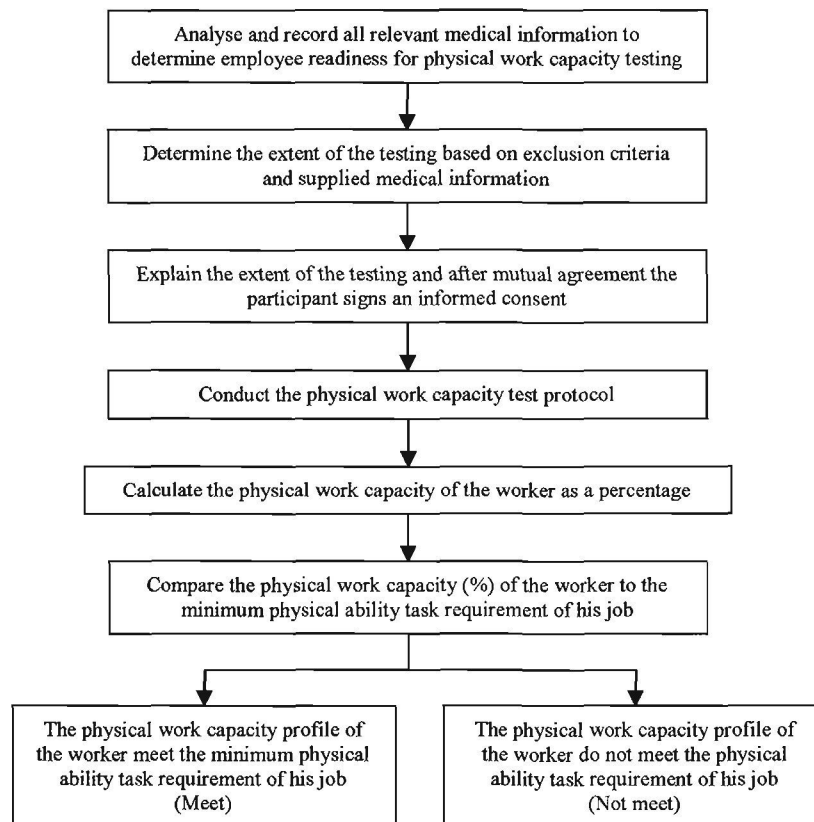 Analyse and record all relevant medical information to
determine employee readiness for physical work capacity testing
Determine the extent of the testing based on exclusion criteria
and supplied medical information
Explain the extent of the testing and after mutual agreement the
participant signs an informed consent
Conduct the physical work capacity test protocol
Calculate the physical work capacity of the worker as a percentage
Compare the physical work capacity (%) of the worker to the
minimum physical ability task requirement of his job
The physical work capacity profile of
the worker meet the minimum physical
ability task requirement of his job
(Meet)
The physical work capacity profile of
the worker do not meet the physical
ability task requirement of his job
(Not meet)